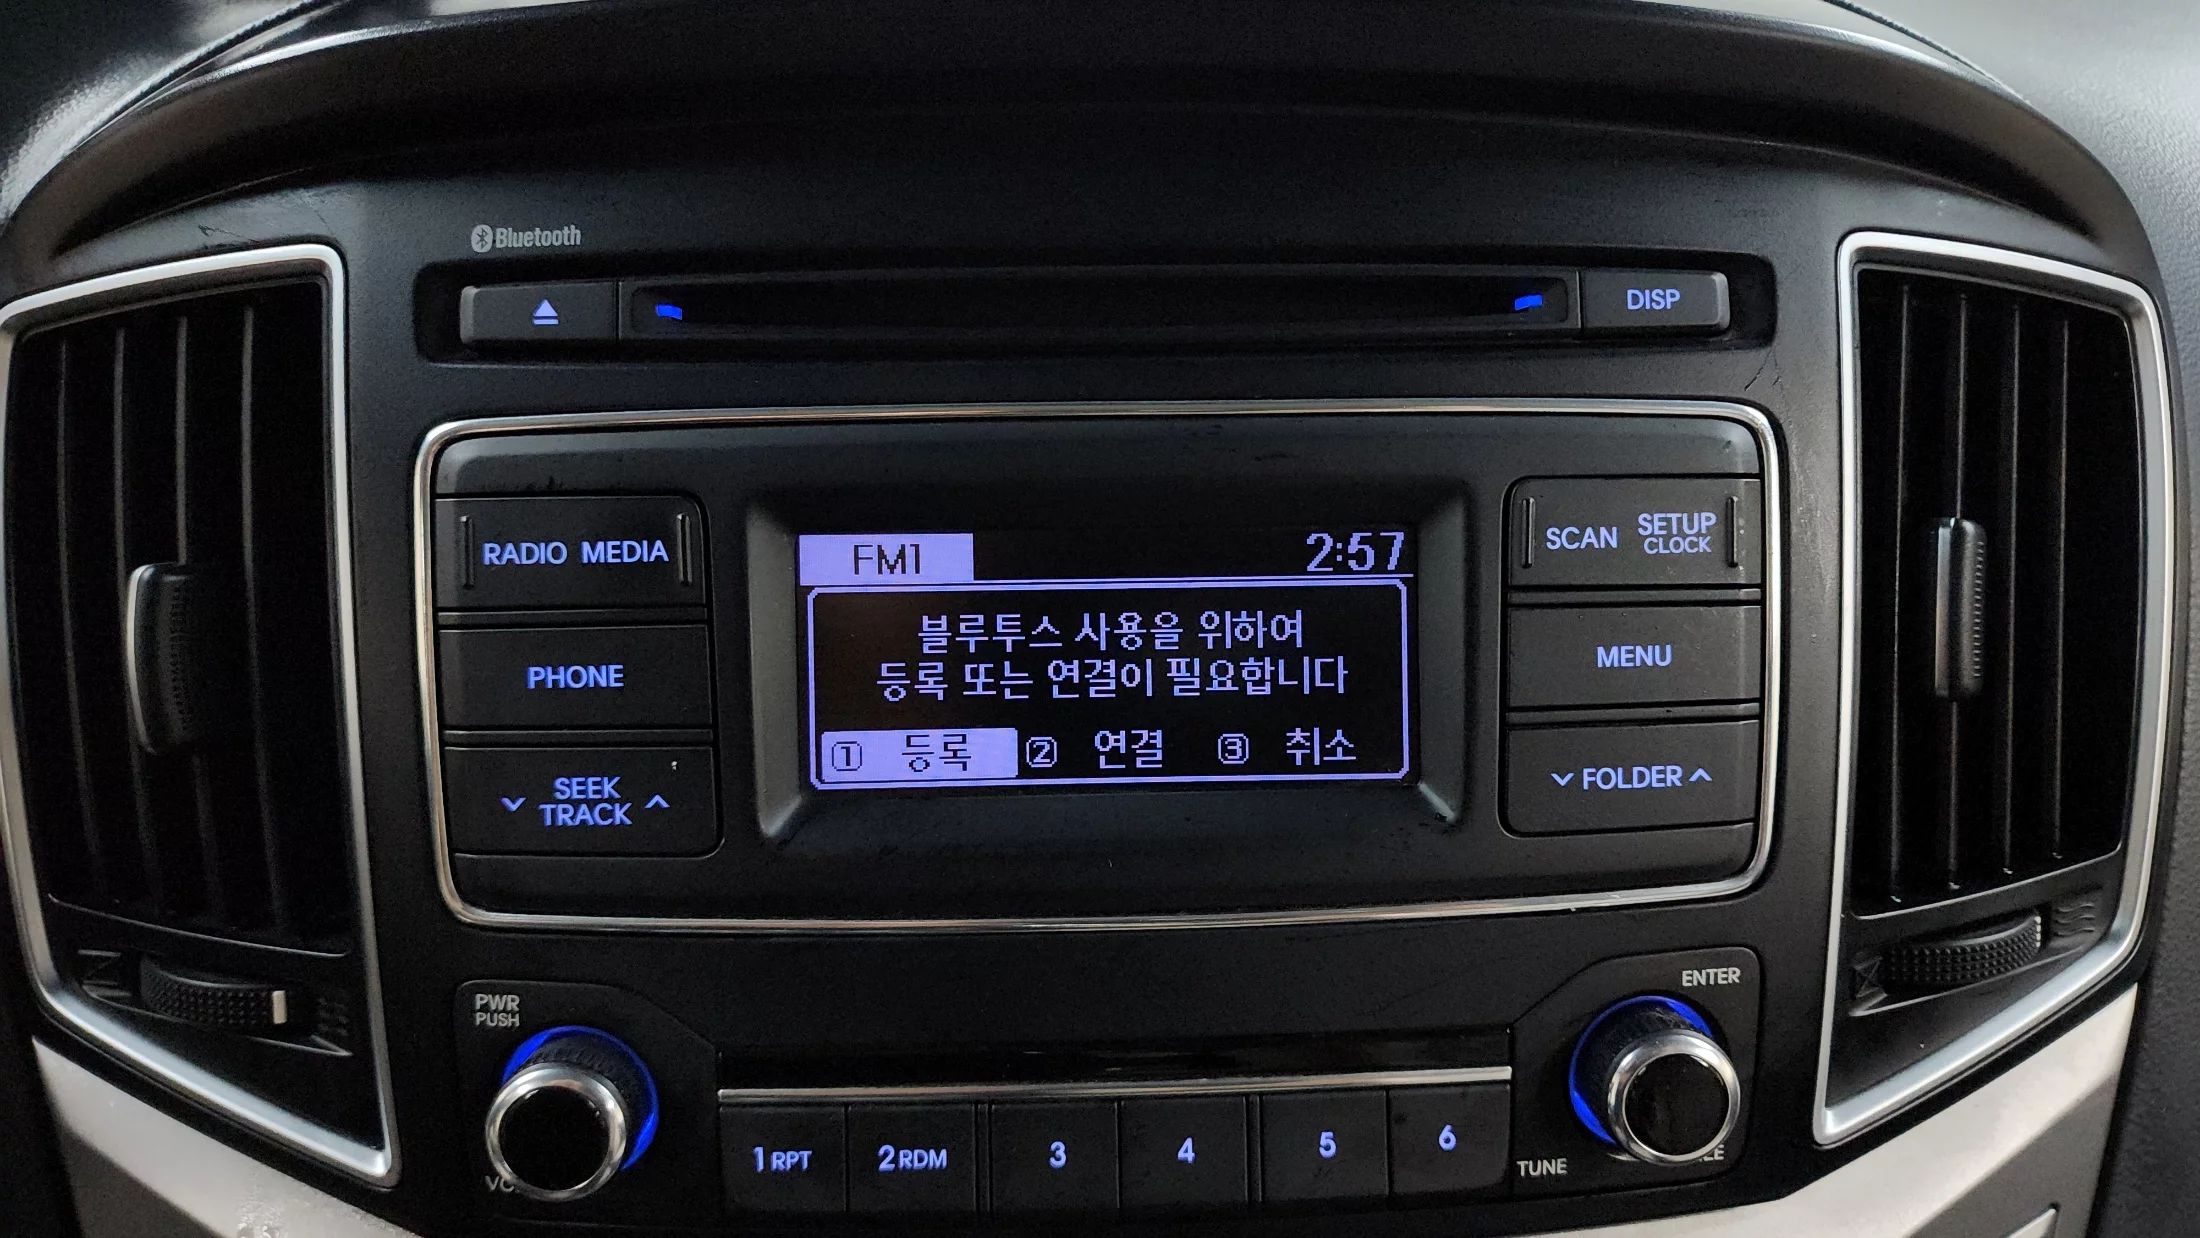 Bluetooth
DISP
RADIO MEDIA
PHONE
SEEK
TRACK
FM1 2:57
블루투스 사용을 위하여
등록 또는 연결이 필요합니다
① 등록 ② 연결 ③ 취소
SCAN SETUP
CLOCK
MENU
FOLDER
PWR
PUSH
1 RPT 2 RDM 3 4 5 6
ENTER
TUNE